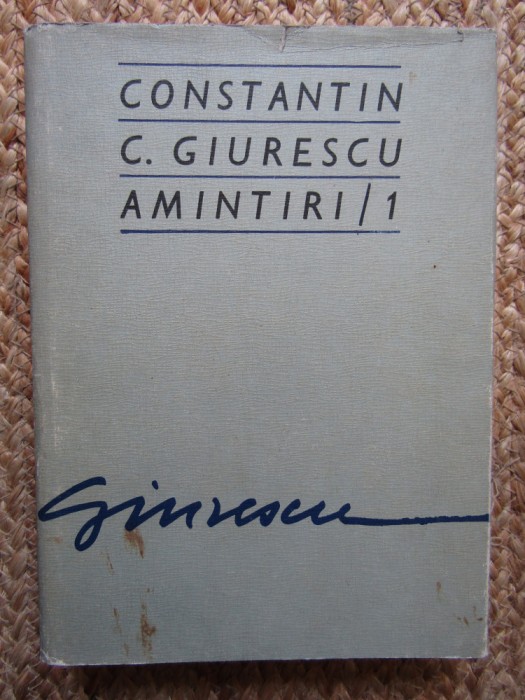 CONSTANTIN
C. GIURESCU
AMINTIRI/1
Giurescu